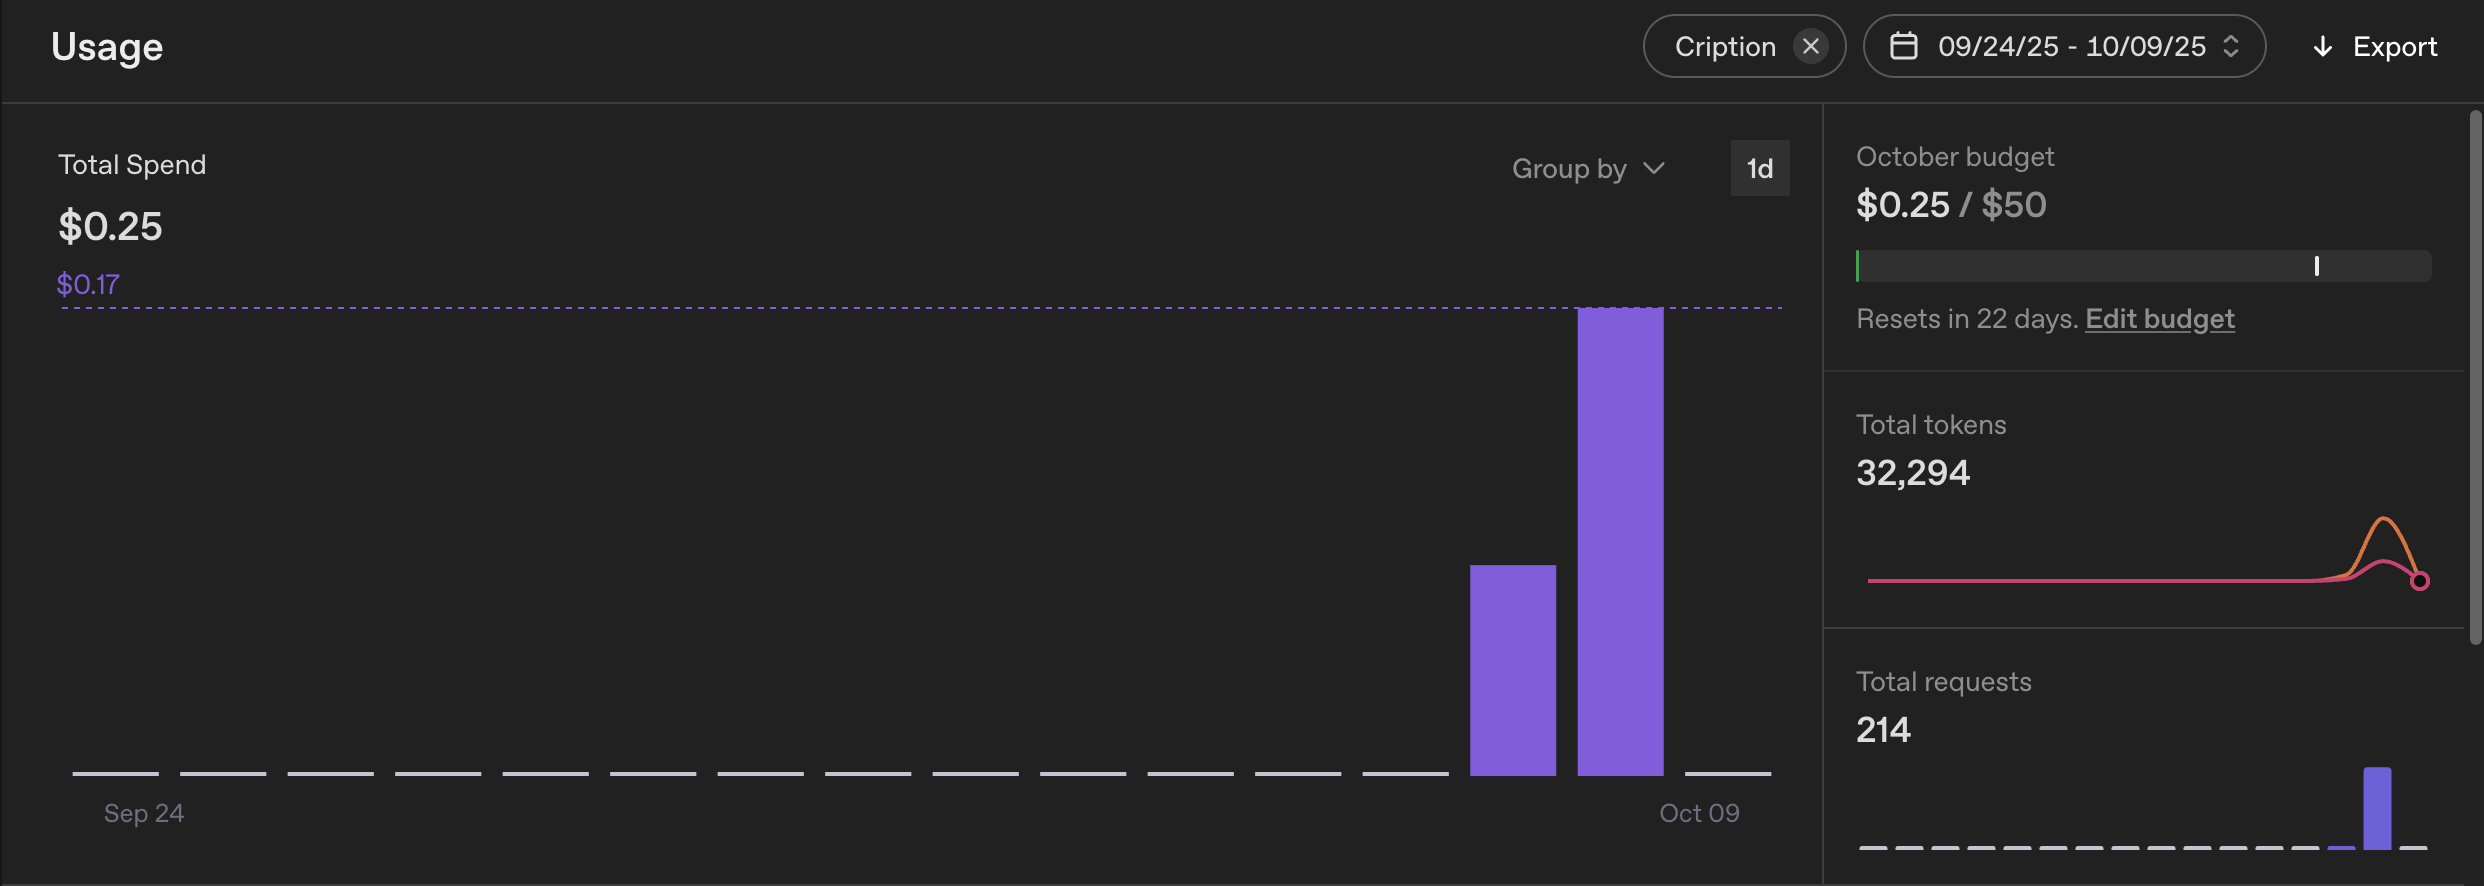 Usage
Cription
09/24/25 - 10/09/25
Export
Total Spend
$0.25
$0.17
Group by
1d
Sep 24
Oct 09
October budget
$0.25 / $50
Resets in 22 days. Edit budget
Total tokens
32,294
Total requests
214